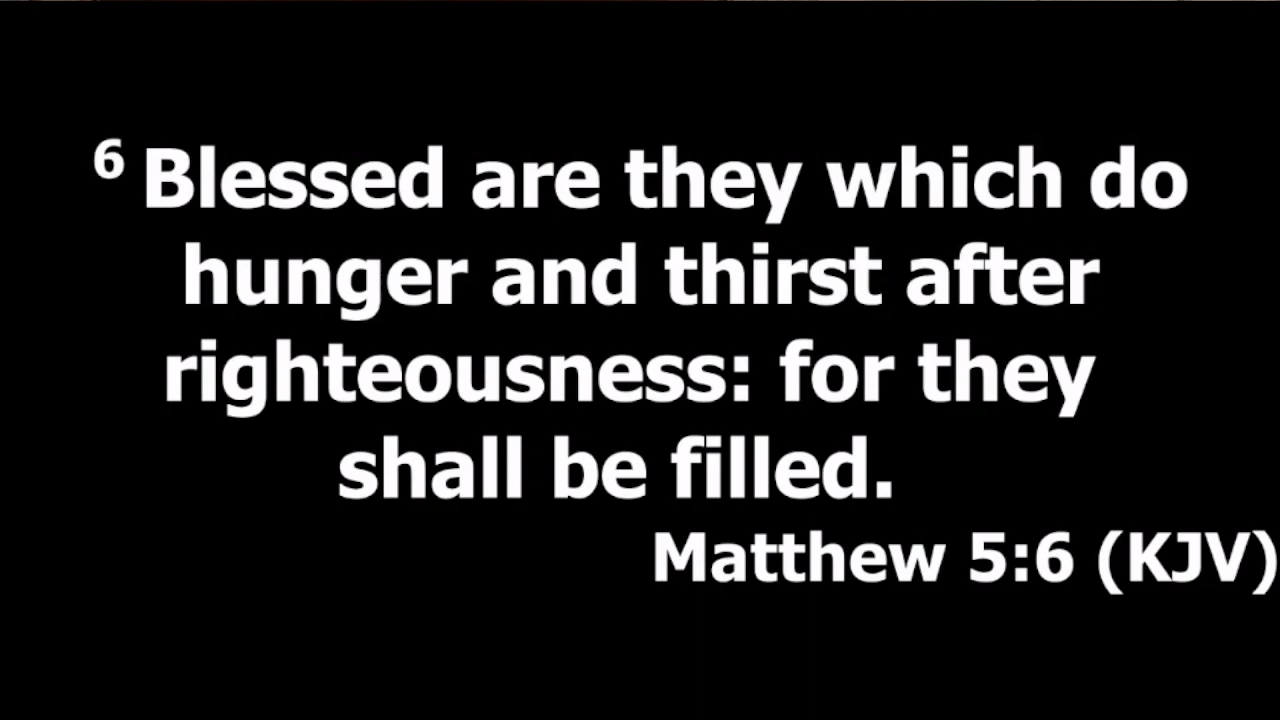 6 Blessed are they which do
hunger and thirst after
righteousness: for they
shall be filled.
Matthew 5:6 (KJV)